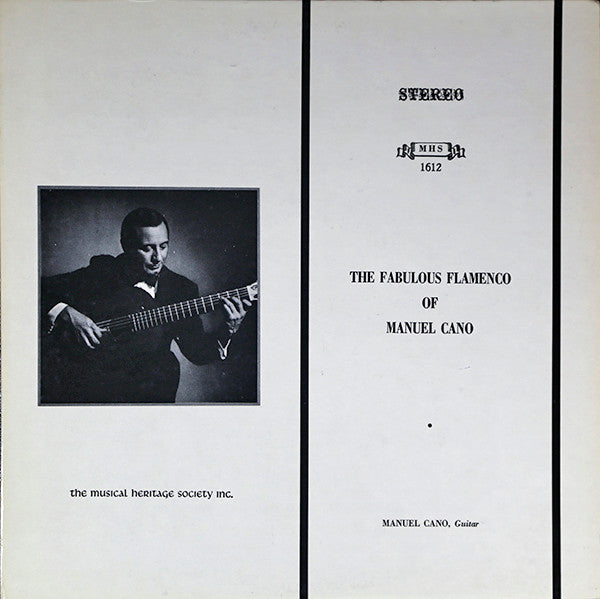 STEREO
MHS
1612
THE FABULOUS FLAMENCO
OF
MANUEL CANO
the musical heritage society inc.
MANUEL CANO, Guitar